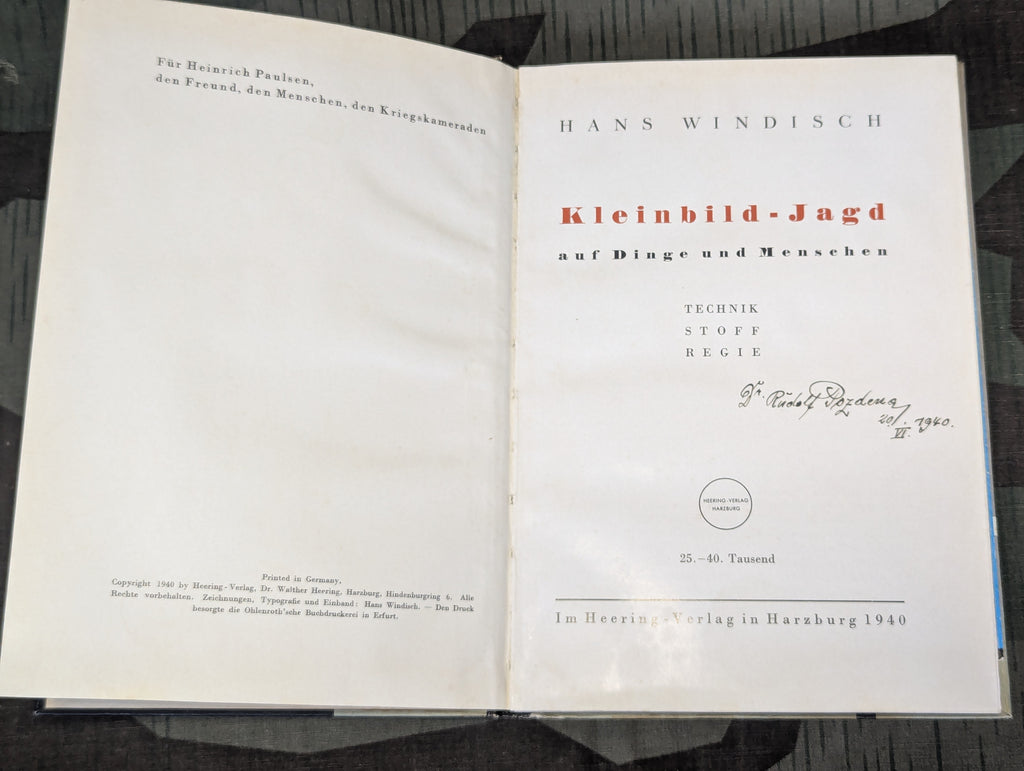 Für Heinrich Paulsen,
den Freund, den Menschen, den Kriegskameraden
Printed in Germany.
Copyright 1940 by Heering-Verlag, Dr. Walther Heering, Harzburg, Hindenburgring 6. Alle
Rechte vorbehalten. Zeichnungen, Typografie und Einband: Hans Windisch. — Den Druck
besorgte die Ohlenroth'sche Buchdruckerei in Erfurt.
HANS WINDISCH
Kleinbild-Jagd
auf Dinge und Menschen
TECHNIK
STOFF
REGIE
Dr. Rudolf Pozdena
20/VI. 1940.
HEERING-VERLAG
HARZBURG
25.–40. Tausend
Im Heering-Verlag in Harzburg 1940